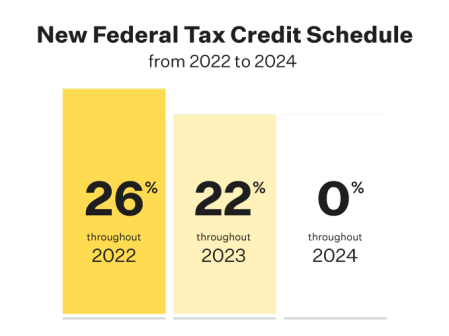 New Federal Tax Credit Schedule
from 2022 to 2024
26%
throughout
2022
22%
throughout
2023
0%
throughout
2024